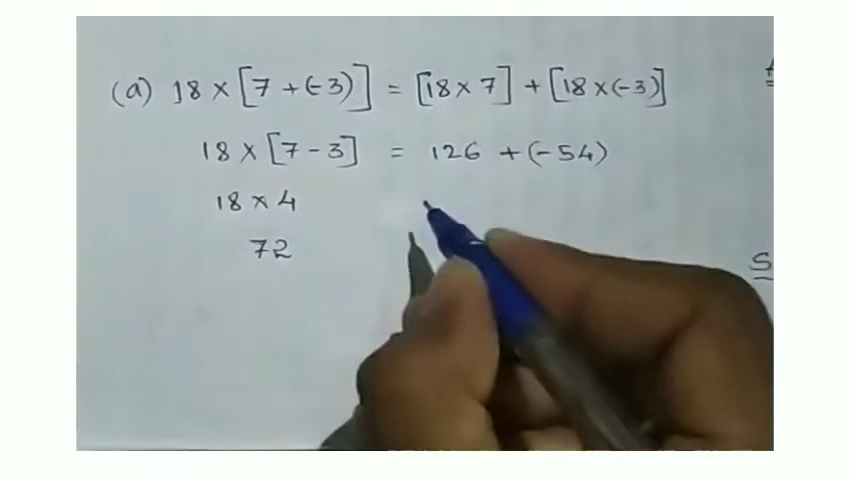 (a) 18 × [7 + (-3)] = [18 × 7] + [18 × (-3)]
18 × [7 - 3] = 126 + (-54)
18 × 4
72
S